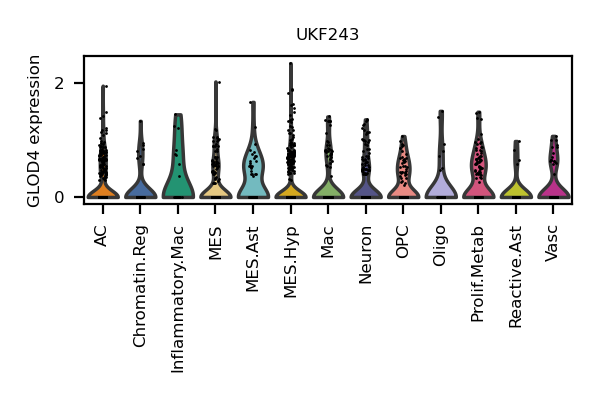 UKF243
GLOD4 expression
2
0
AC
Chromatin.Reg
Inflammatory.Mac
MES
MES.Ast
MES.Hyp
Mac
Neuron
OPC
Oligo
Prolif.Metab
Reactive.Ast
Vasc